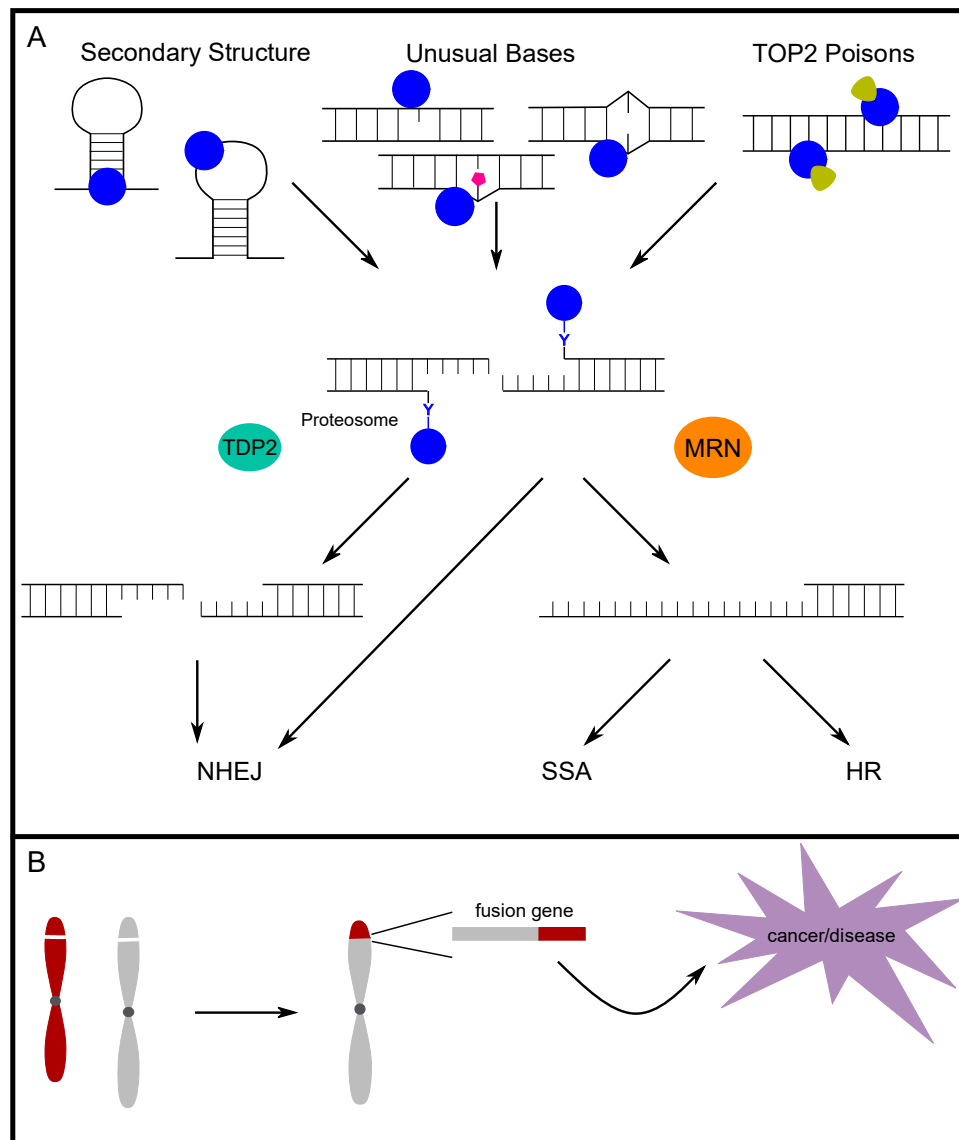 A
Secondary Structure
Unusual Bases
TOP2 Poisons
Y
Y
Proteosome
TDP2
MRN
NHEJ
SSA
HR
B
fusion gene
cancer/disease